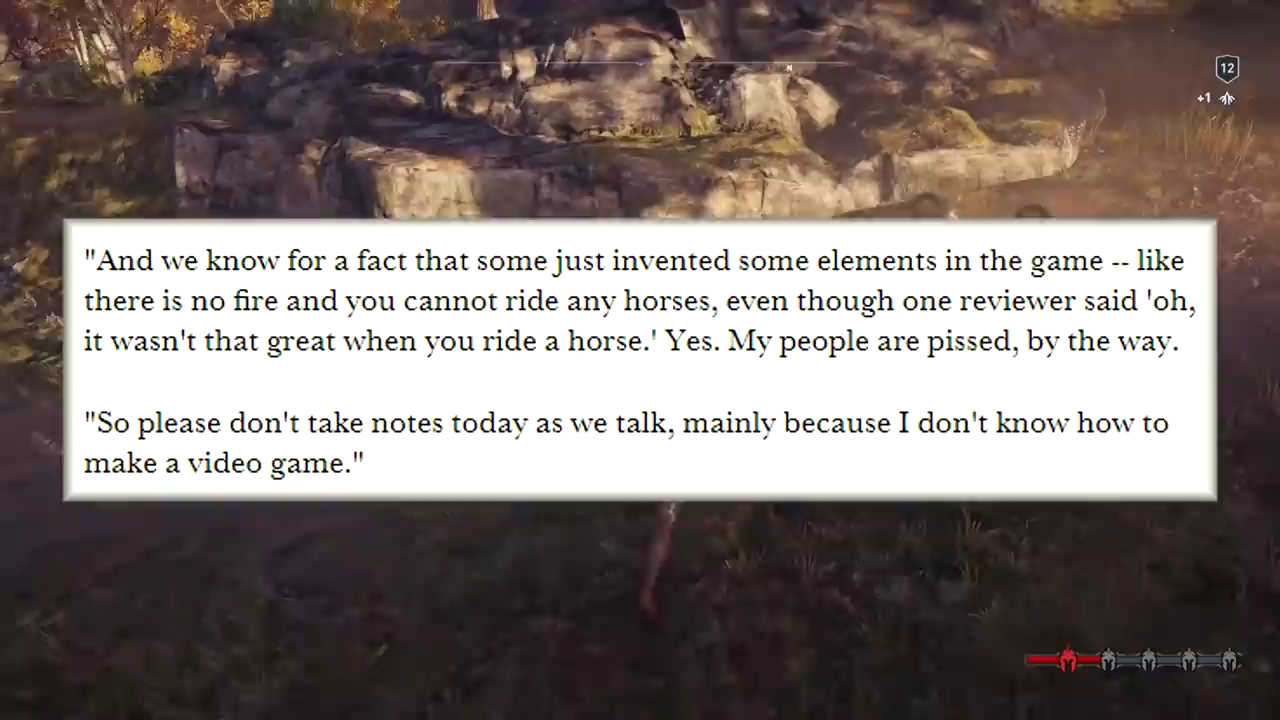 12
+1
N
"And we know for a fact that some just invented some elements in the game -- like
there is no fire and you cannot ride any horses, even though one reviewer said 'oh,
it wasn't that great when you ride a horse.' Yes. My people are pissed, by the way.
"So please don't take notes today as we talk, mainly because I don't know how to
make a video game."